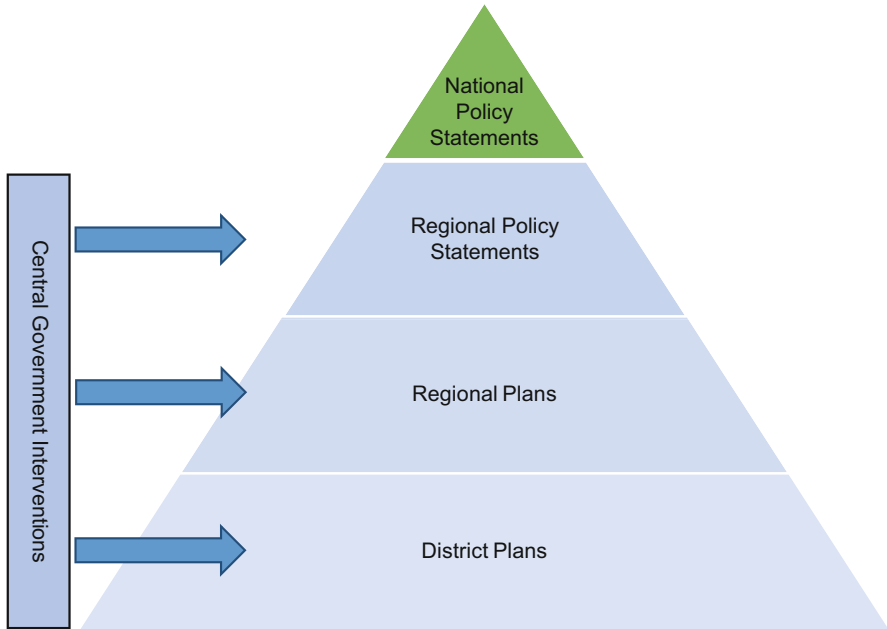 National
Policy
Statements
Regional Policy
Statements
Regional Plans
District Plans
Central Government Interventions